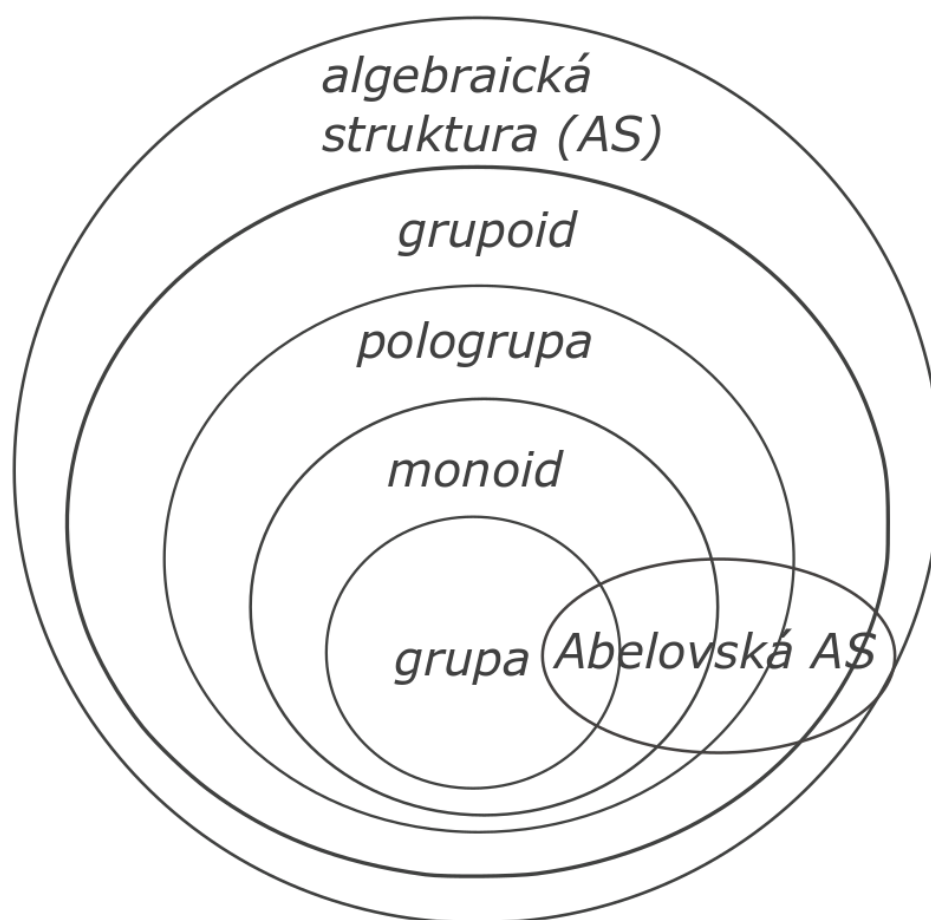 algebraická
struktura (AS)
grupoid
pologrupa
monoid
grupa
Abelovská AS